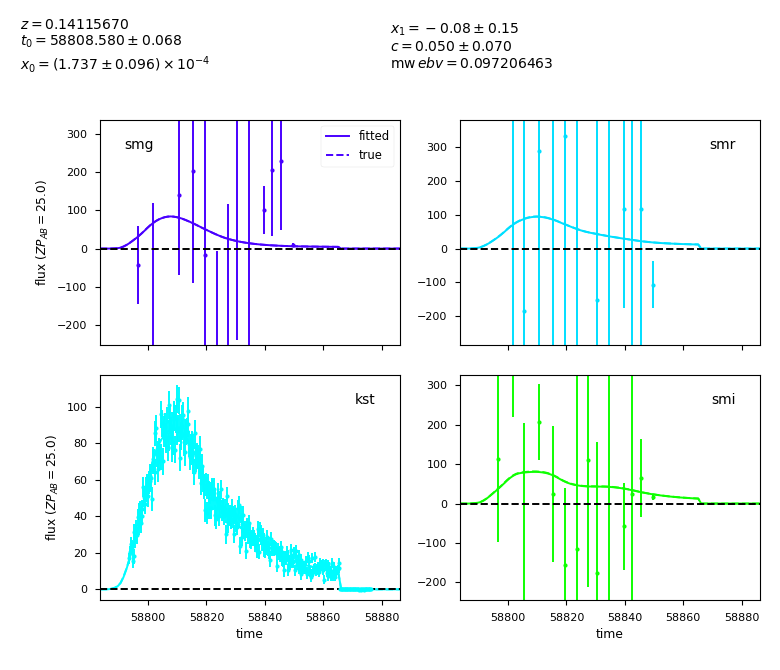 z = 0.14115670
t₀ = 58808.580 ± 0.068
x₀ = (1.737 ± 0.096) × 10⁻⁴
x₁ = −0.08 ± 0.15
c = 0.050 ± 0.070
mw ebv = 0.097206463
smg
fitted
true
flux (ZP_AB = 25.0)
300
200
100
0
−100
−200
smr
300
200
100
0
−100
−200
kst
flux (ZP_AB = 25.0)
100
80
60
40
20
0
58800 58820 58840 58860 58880
time
smi
300
200
100
0
−100
−200
58800 58820 58840 58860 58880
time